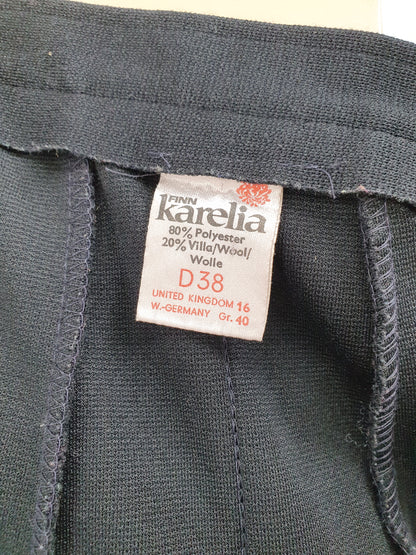 FINN
Karelia
80% Polyester
20% Villa/Wool/
Wolle
D38
UNITED KINGDOM 16
W.-GERMANY Gr. 40